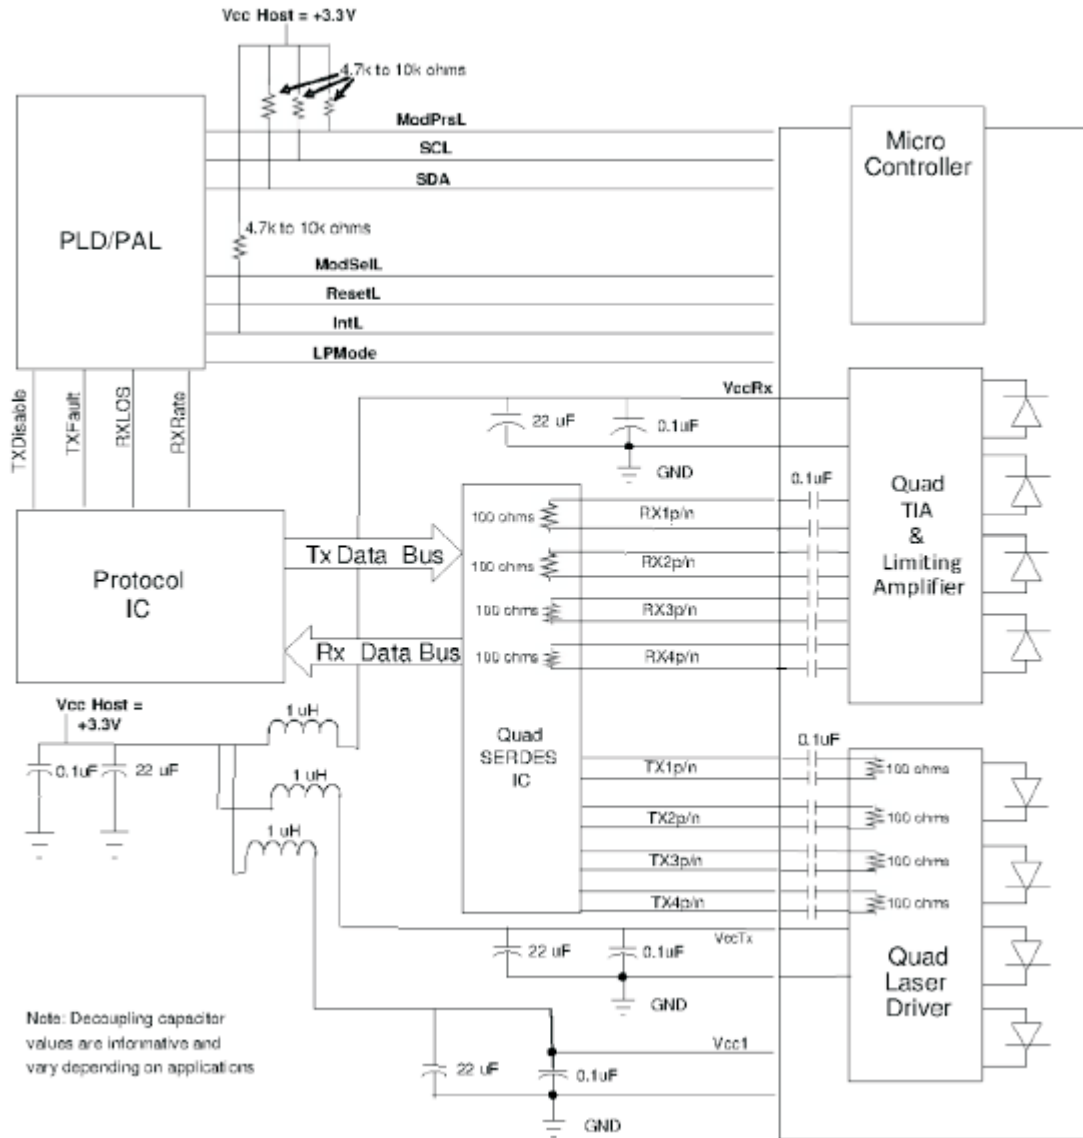 Vcc Host = +3.3V
4.7k to 10k ohms
ModPrsL
SCL
SDA
Micro
Controller
PLD/PAL
4.7k to 10k ohms
ModSelL
ResetL
IntL
LPMode
TXDisable
TXFault
RXLOS
RXRate
VccRx
22 uF
0.1uF
GND
0.1uF
Quad
TIA
&
Limiting
Amplifier
100 ohms
RX1p/n
100 ohms
RX2p/n
100 ohms
RX3p/n
100 ohms
RX4p/n
Tx Data Bus
Protocol
IC
Rx Data Bus
Quad
SERDES
IC
Vcc Host =
+3.3V
1 uH
0.1uF
22 uF
1 uH
1 uH
0.1uF
TX1p/n
100 ohms
TX2p/n
100 ohms
TX3p/n
100 ohms
TX4p/n
100 ohms
VccTx
22 uF
0.1uF
GND
Quad
Laser
Driver
Note: Decoupling capacitor
values are informative and
vary depending on applications
Vcc1
22 uF
0.1uF
GND